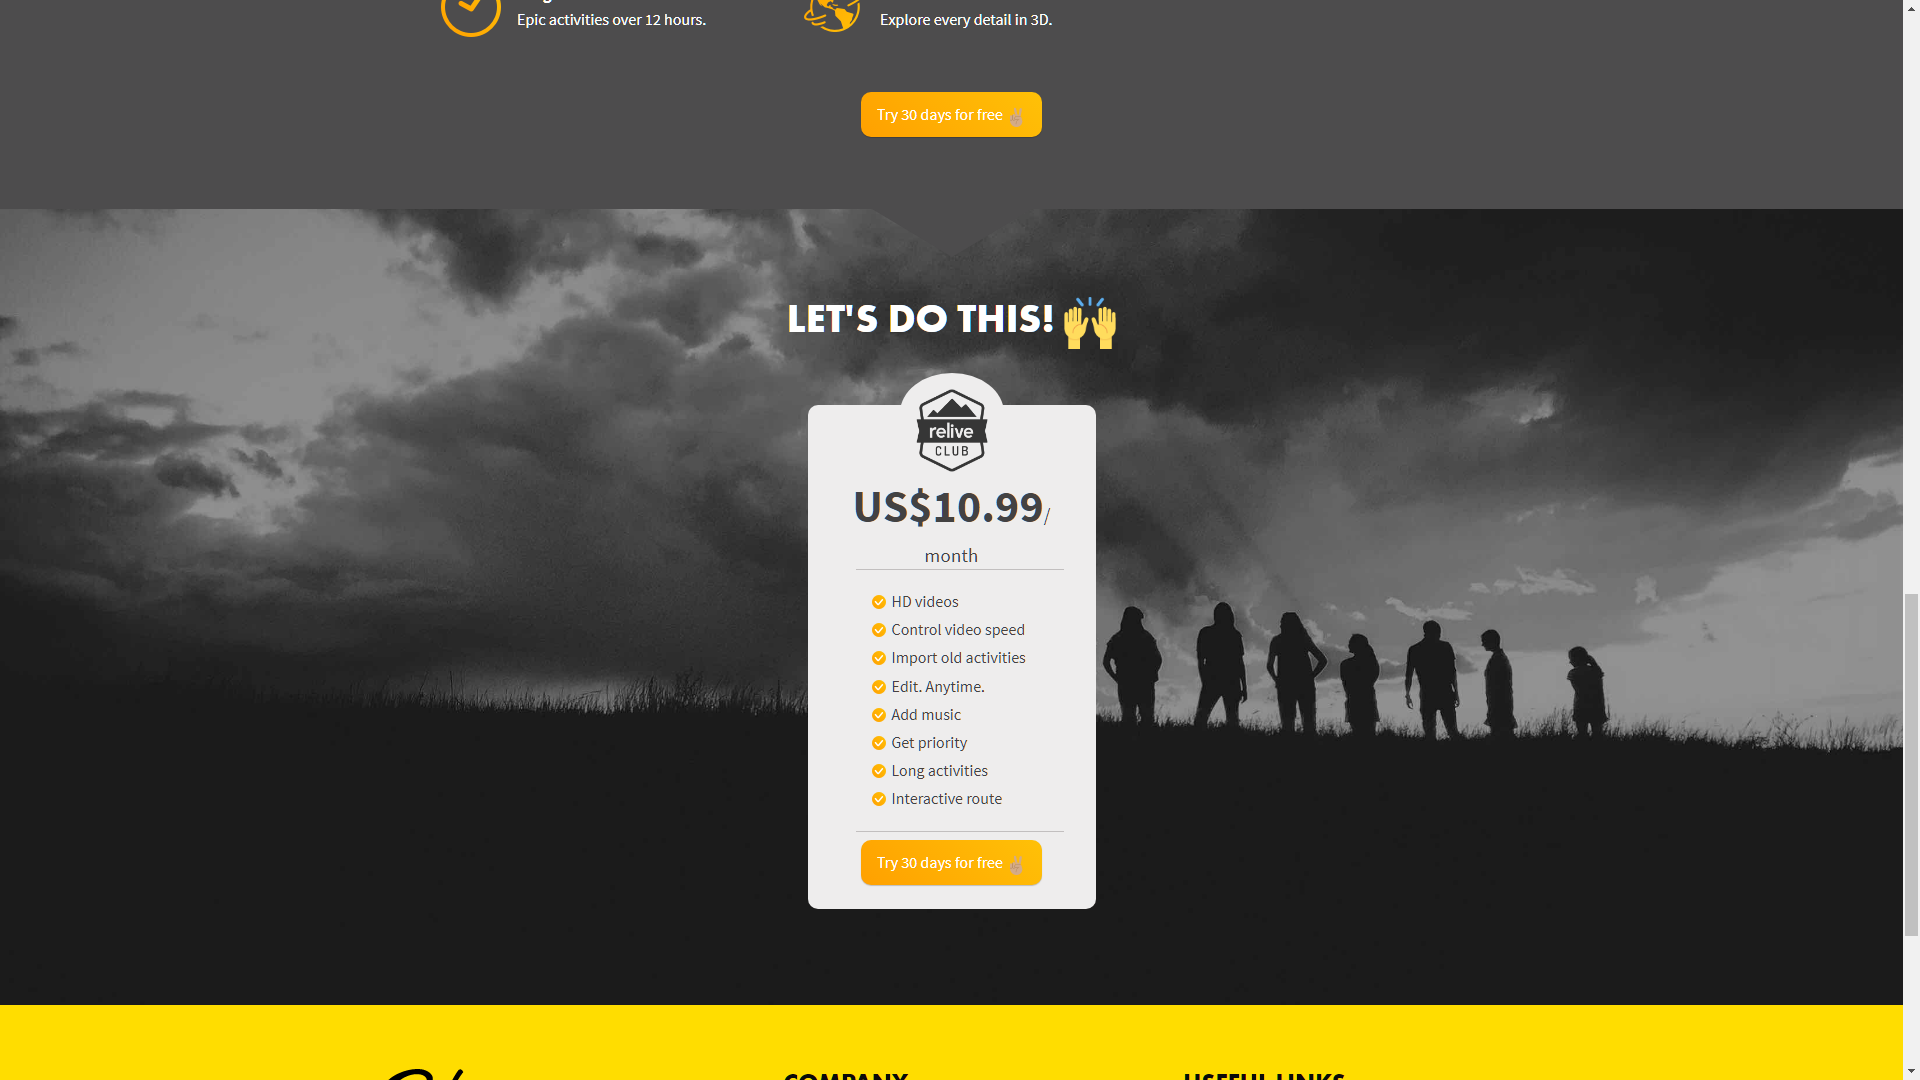 Epic activities over 12 hours.
Explore every detail in 3D.
Try 30 days for free
LET'S DO THIS!
relive
CLUB
US$10.99/
month
HD videos
Control video speed
Import old activities
Edit. Anytime.
Add music
Get priority
Long activities
Interactive route
Try 30 days for free
COMPANY
USEFUL LINKS